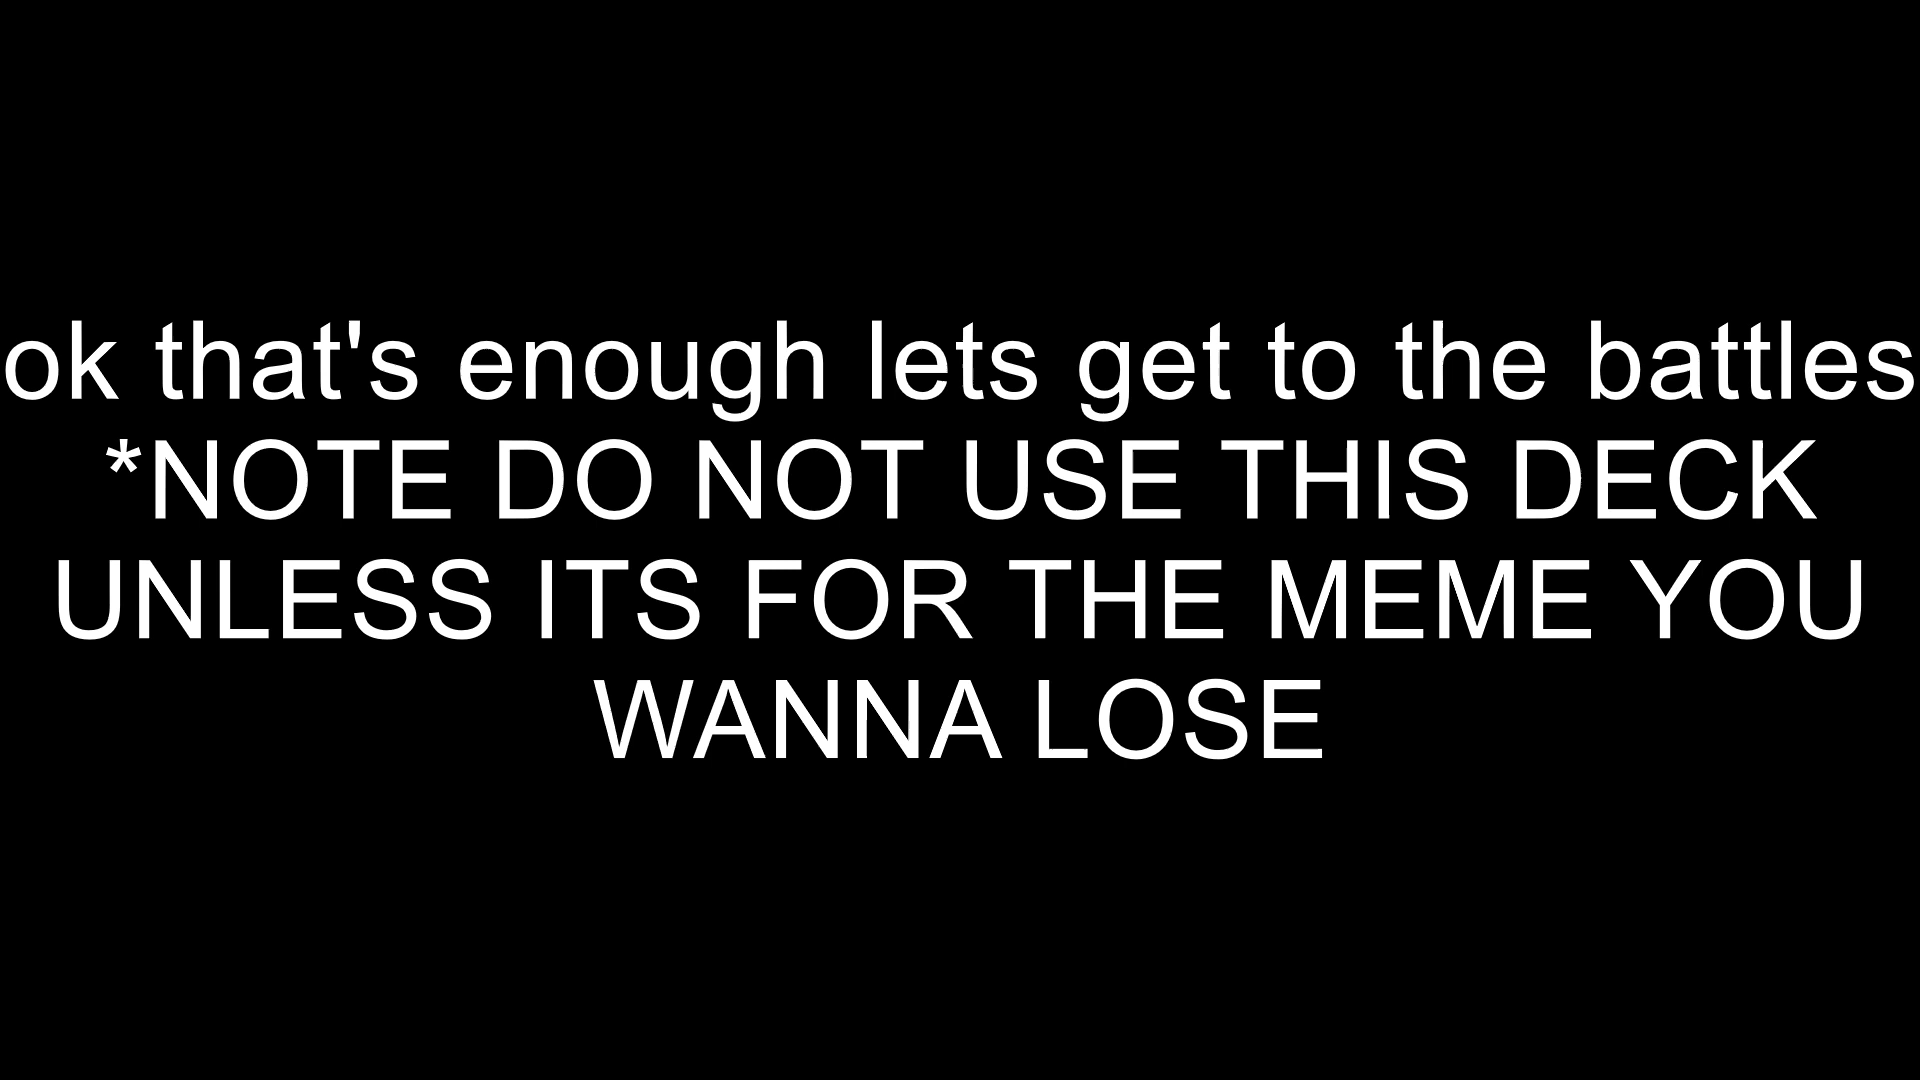 ok that's enough lets get to the battles
*NOTE DO NOT USE THIS DECK
UNLESS ITS FOR THE MEME YOU
WANNA LOSE